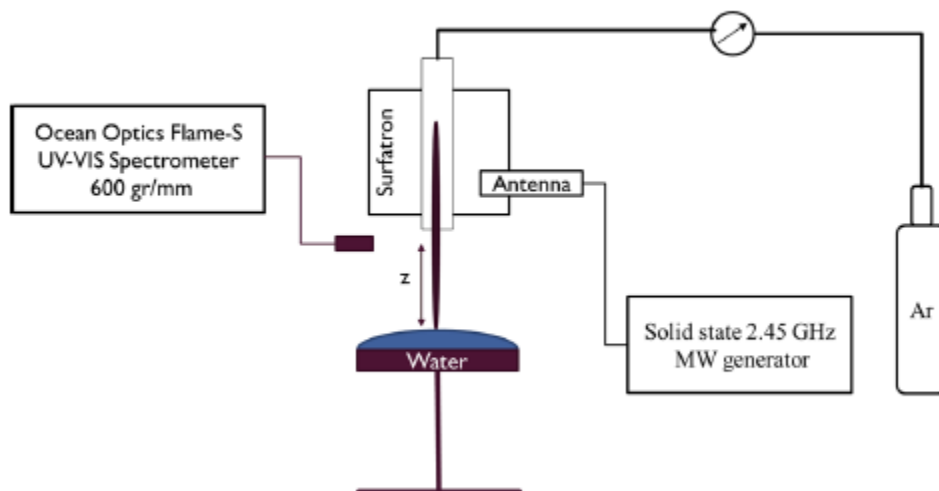 Ocean Optics Flame-S
UV-VIS Spectrometer
600 gr/mm
Surfatron
Antenna
z
Water
Solid state 2.45 GHz
MW generator
Ar